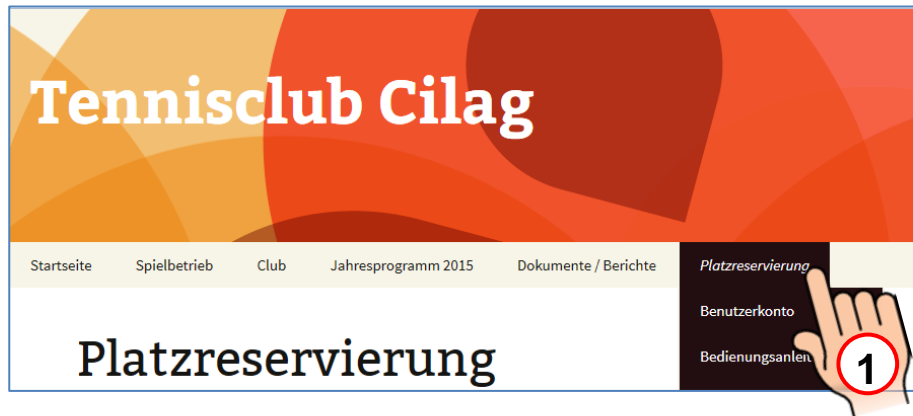 Tennisclub Cilag
Startseite Spielbetrieb Club Jahresprogramm 2015 Dokumente / Berichte Platzreservierung
Benutzerkonto
Platzreservierung
1